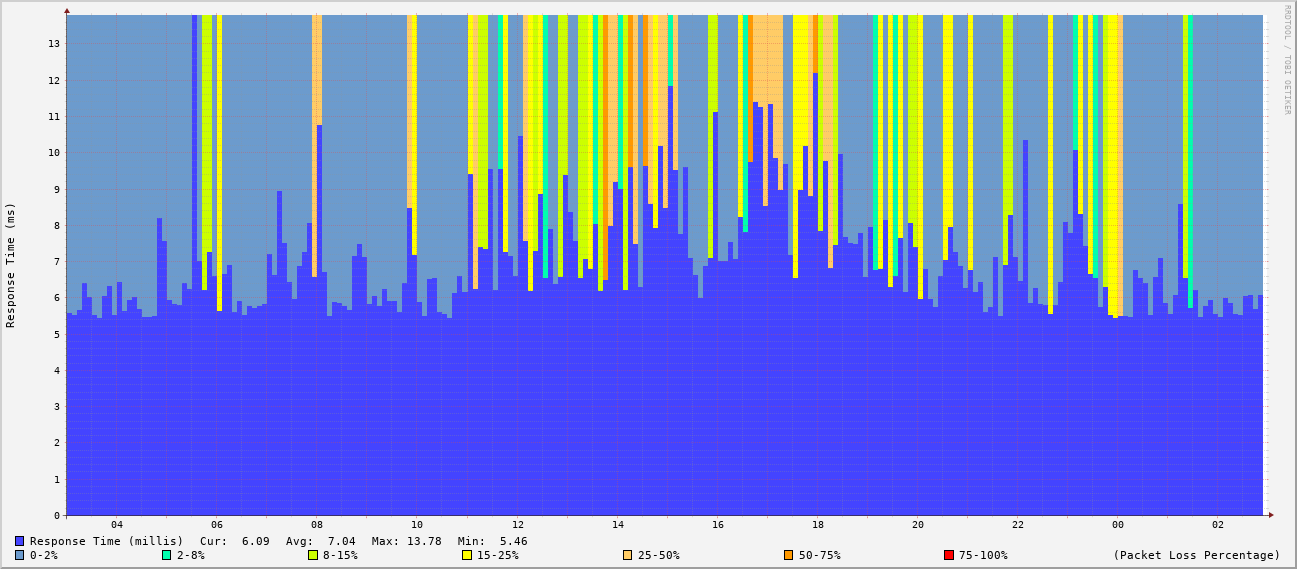 RRDTOOL / TOBI OETIKER
Response Time (ms)
13
12
11
10
9
8
7
6
5
4
3
2
1
0
04 06 08 10 12 14 16 18 20 22 00 02
Response Time (millis) Cur: 6.09 Avg: 7.04 Max: 13.78 Min: 5.46
0-2% 2-8% 8-15% 15-25% 25-50% 50-75% 75-100% (Packet Loss Percentage)